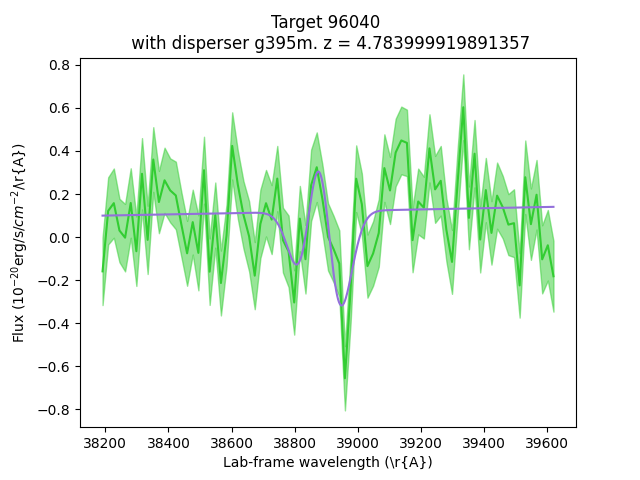 Target 96040
with disperser g395m. z = 4.783999919891357
0.8
0.6
0.4
0.2
0.0
−0.2
−0.4
−0.6
−0.8
Flux (10⁻²⁰erg/s/cm⁻²/\r{A})
38200 38400 38600 38800 39000 39200 39400 39600
Lab-frame wavelength (\r{A})